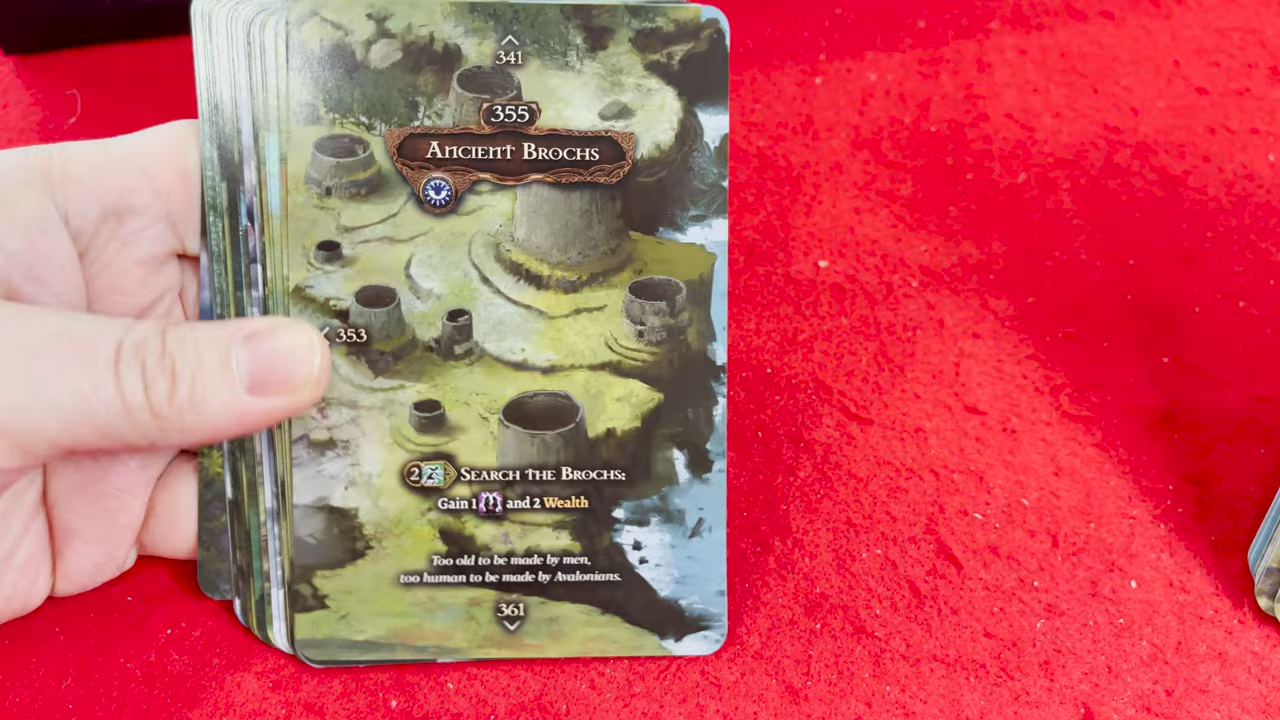 341
355
Ancient Brochs
353
2 Search the Brochs:
Gain 1 and 2 Wealth
Too old to be made by men,
too human to be made by Avalonians.
361